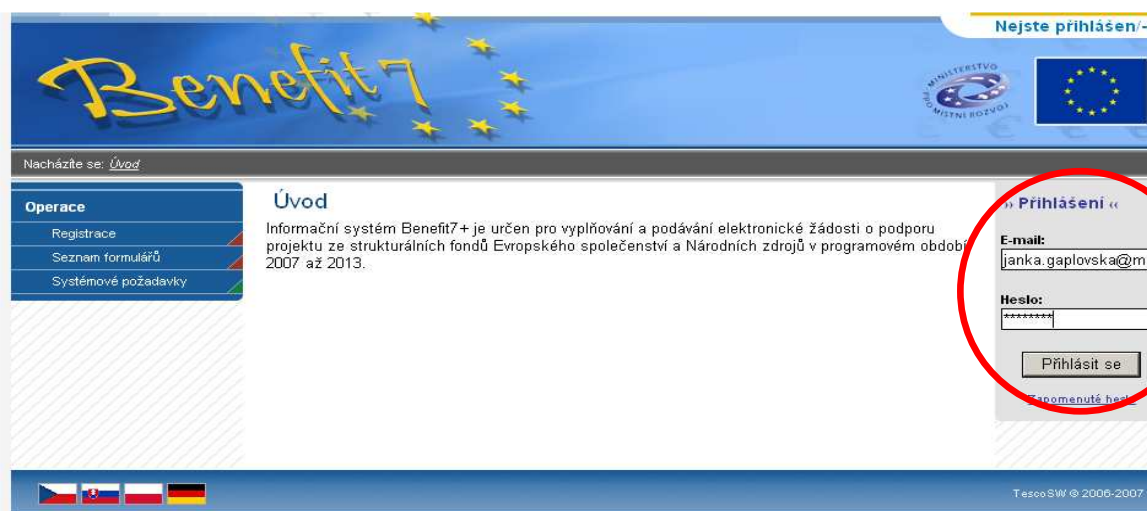 Nejste přihlášen/-
Benefit7
MINISTERSTVO
PRO MÍSTNÍ ROZVOJ
Nacházíte se: Úvod
Operace
Registrace
Seznam formulářů
Systémové požadavky
Úvod
Informační systém Benefit7+ je určen pro vyplňování a podávání elektronické žádosti o podporu
projektu ze strukturálních fondů Evropského společenství a Národních zdrojů v programovém období
2007 až 2013.
›› Přihlášení ‹‹
E-mail:
janka.gaplovska@m
Heslo:
********
Přihlásit se
Zapomenuté heslo
TescoSW © 2006-2007